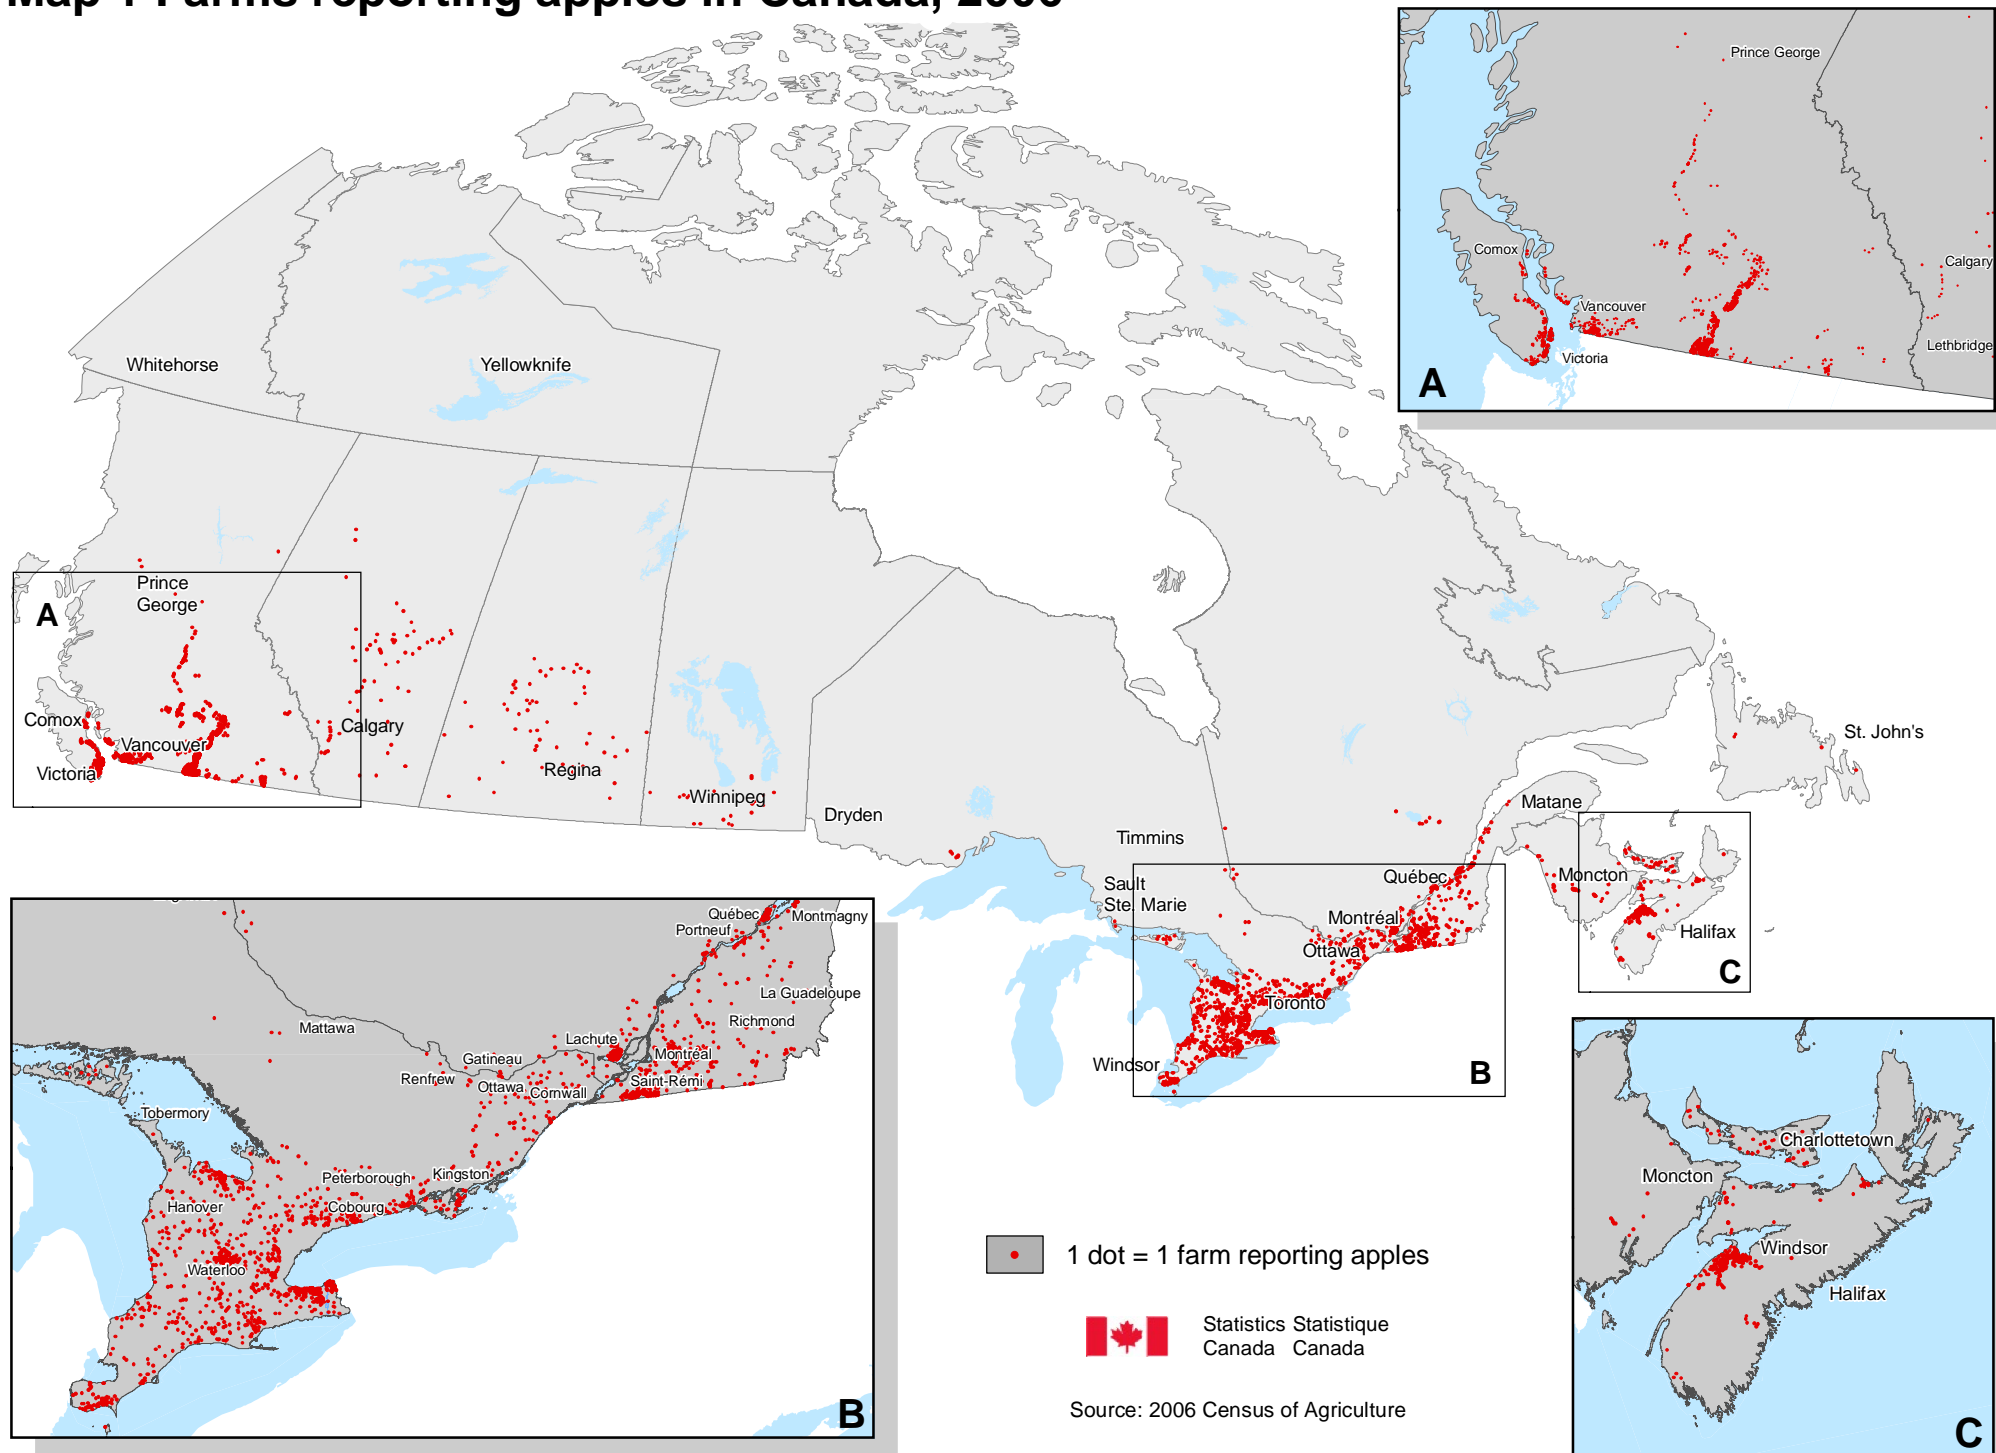 Map 1 Farms reporting apples in Canada, 2006
Prince George
Comox
Calgary
Vancouver
Lethbridge
Victoria
A
Whitehorse
Yellowknife
Prince
George
A
Comox
Calgary
Vancouver
Victoria
Regina
Winnipeg
Dryden
Timmins
Sault
Ste. Marie
Matane
St. John's
Québec
Moncton
Montréal
Ottawa
Halifax
C
Toronto
Windsor
B
Québec
Montmagny
Portneuf
La Guadeloupe
Richmond
Mattawa
Lachute
Gatineau
Montréal
Renfrew
Ottawa
Cornwall
Saint-Rémi
Tobermory
Peterborough
Kingston
Hanover
Cobourg
Waterloo
B
Charlottetown
Moncton
Windsor
Halifax
C
1 dot = 1 farm reporting apples
Statistics Statistique
Canada Canada
Source: 2006 Census of Agriculture